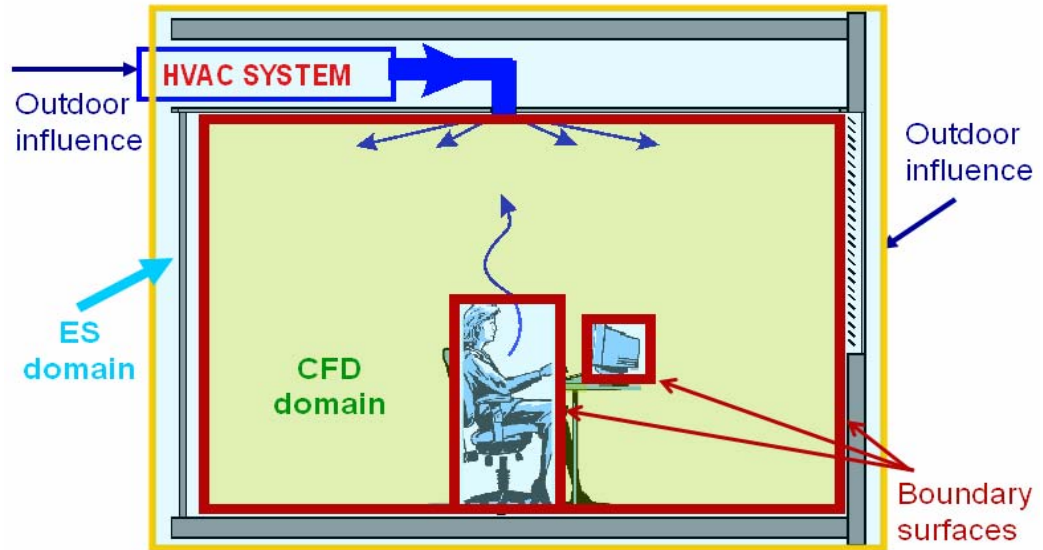 HVAC SYSTEM
Outdoor
influence
Outdoor
influence
ES
domain
CFD
domain
Boundary
surfaces